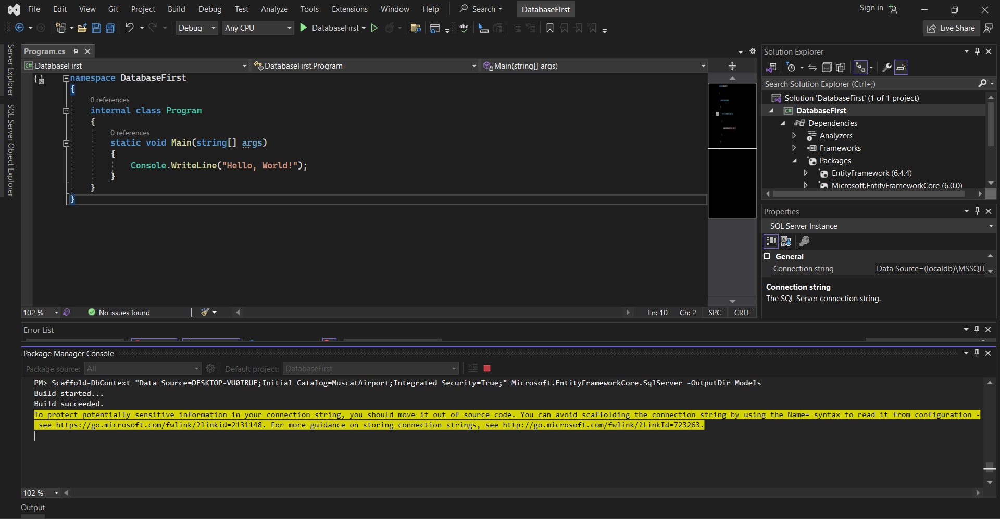 File Edit View Git Project Build Debug Test Analyze Tools Extensions Window Help Search DatabaseFirst Sign in
Debug Any CPU DatabaseFirst abc Live Share
Server Explorer
SQL Server Object Explorer
Program.cs
C# DatabaseFirst DatabaseFirst.Program Main(string[] args)
namespace DatabaseFirst
{
0 references
internal class Program
{
0 references
static void Main(string[] args)
{
Console.WriteLine("Hello, World!");
}
}
}
102 % No issues found Ln: 10 Ch: 2 SPC CRLF
Solution Explorer
Search Solution Explorer (Ctrl+;)
Solution 'DatabaseFirst' (1 of 1 project)
C# DatabaseFirst
Dependencies
Analyzers
Frameworks
Packages
EntityFramework (6.4.4)
Microsoft.EntityFrameworkCore (6.0.0)
Properties
SQL Server Instance
General
Connection string Data Source=(localdb)\MSSQLL
Connection string
The SQL Server connection string.
Error List
Package Manager Console
Package source: All Default project: DatabaseFirst
PM> Scaffold-DbContext "Data Source=DESKTOP-VU0IRUE;Initial Catalog=MuscatAirport;Integrated Security=True;" Microsoft.EntityFrameworkCore.SqlServer -OutputDir Models
Build started...
Build succeeded.
To protect potentially sensitive information in your connection string, you should move it out of source code. You can avoid scaffolding the connection string by using the Name= syntax to read it from configuration -
see https://go.microsoft.com/fwlink/?linkid=2131148. For more guidance on storing connection strings, see http://go.microsoft.com/fwlink/?LinkId=723263.
102 %
Output